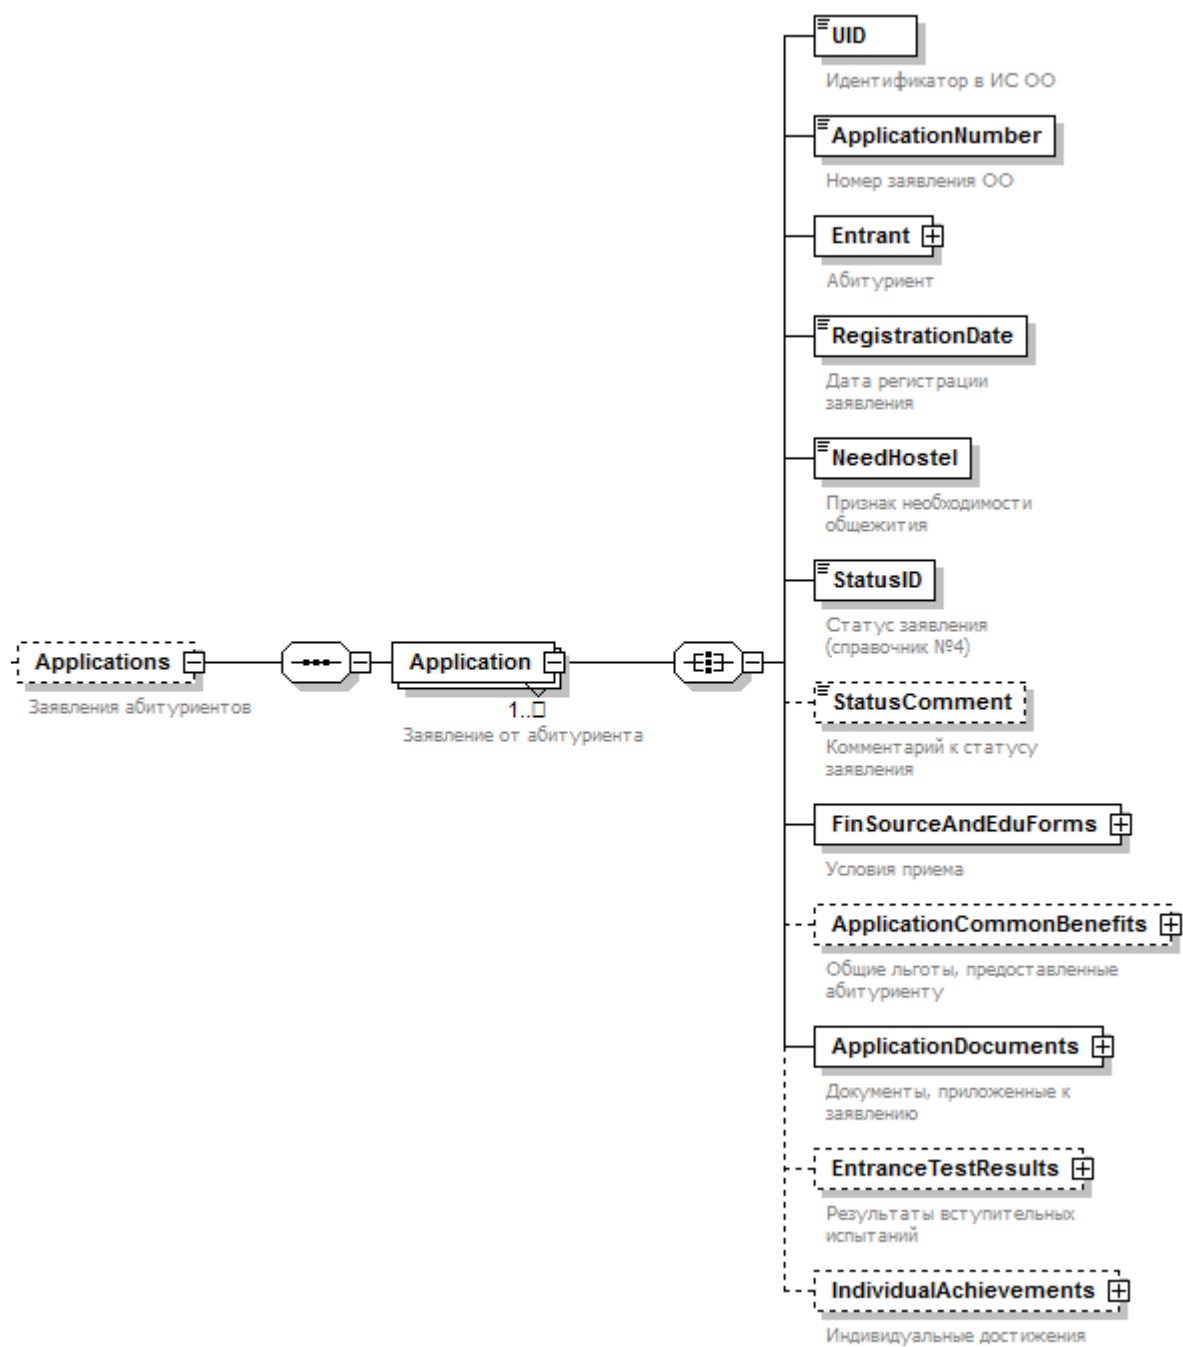 UID
Идентификатор в ИС ОО
ApplicationNumber
Номер заявления ОО
Entrant
Абитуриент
RegistrationDate
Дата регистрации
заявления
NeedHostel
Признак необходимости
общежития
StatusID
Статус заявления
(справочник №4)
Applications
Заявления абитуриентов
Application
1..□
Заявление от абитуриента
StatusComment
Комментарий к статусу
заявления
FinSourceAndEduForms
Условия приема
ApplicationCommonBenefits
Общие льготы, предоставленные
абитуриенту
ApplicationDocuments
Документы, приложенные к
заявлению
EntranceTestResults
Результаты вступительных
испытаний
IndividualAchievements
Индивидуальные достижения